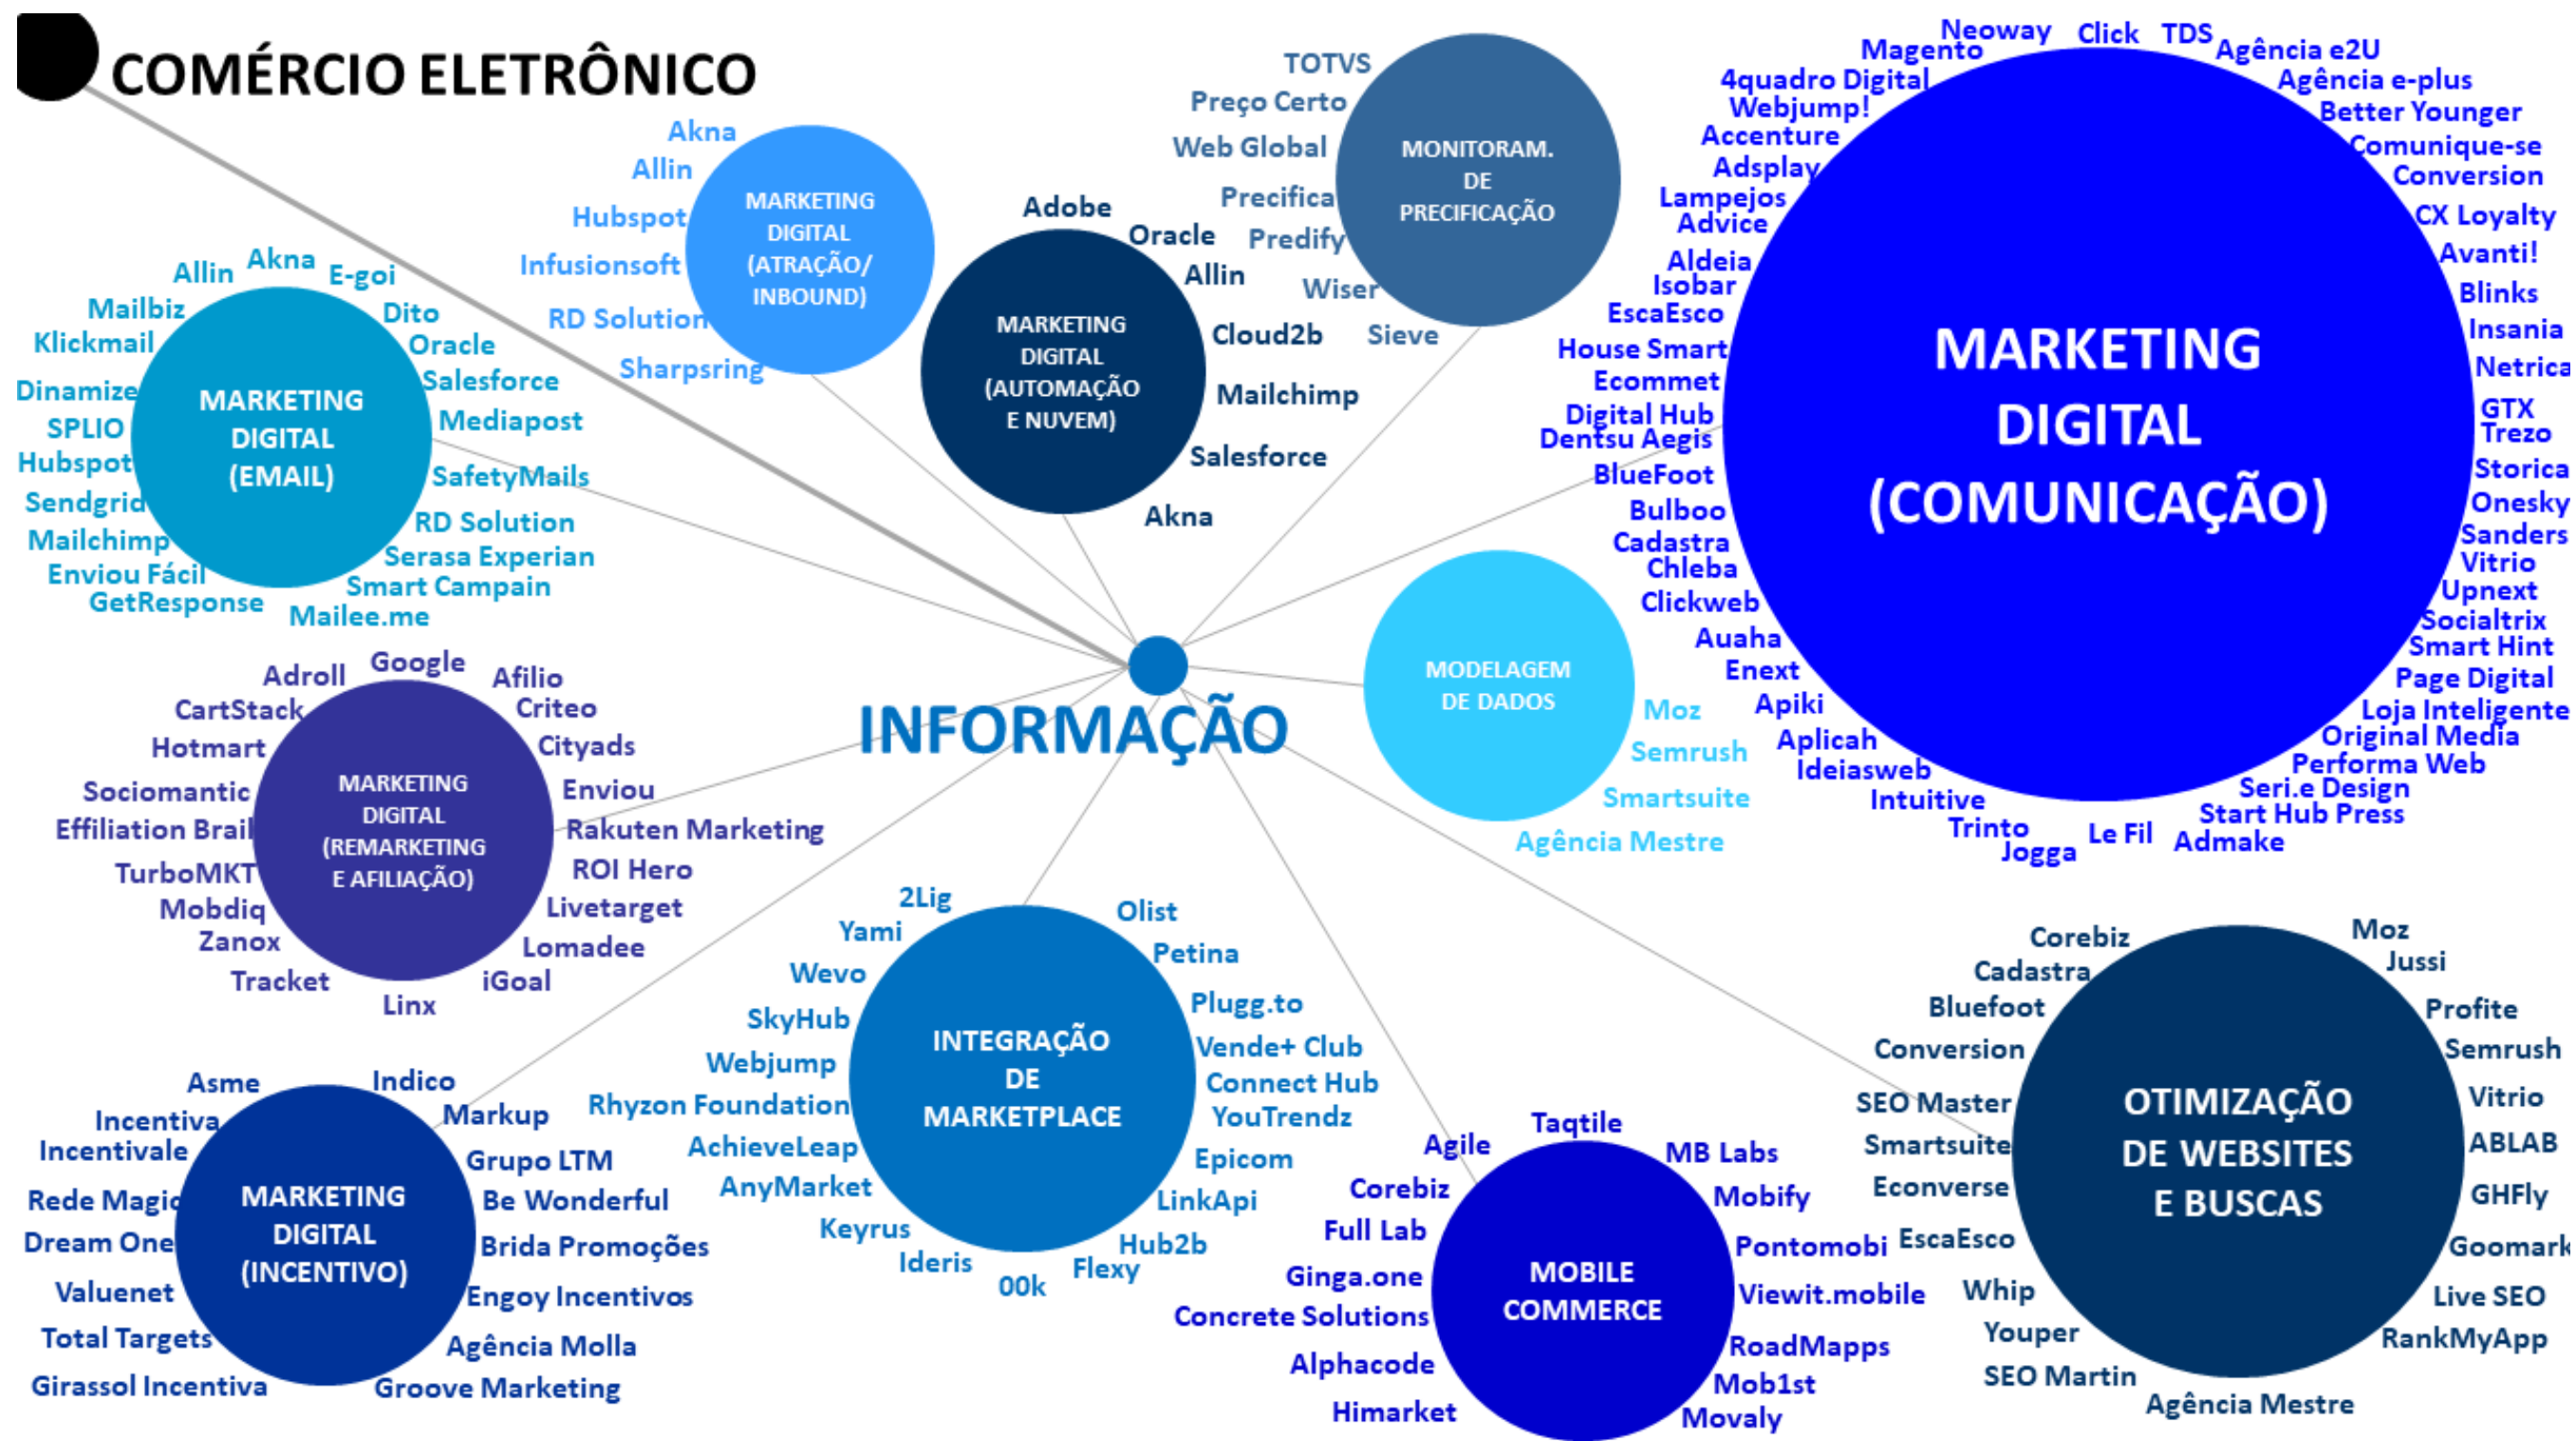 COMÉRCIO ELETRÔNICO
INFORMAÇÃO
MARKETING
DIGITAL
(EMAIL)
Akna
E-goi
Dito
Oracle
Salesforce
Mediapost
SafetyMails
RD Solution
Serasa Experian
Smart Campain
Mailee.me
GetResponse
Enviou Fácil
Mailchimp
Sendgrid
Hubspot
SPLIO
Dinamize
Klickmail
Mailbiz
Allin
MARKETING
DIGITAL
(ATRAÇÃO/
INBOUND)
Akna
Allin
Hubspot
Infusionsoft
RD Solution
Sharpsring
MARKETING
DIGITAL
(AUTOMAÇÃO
E NUVEM)
Adobe
Oracle
Allin
Cloud2b
Mailchimp
Salesforce
Akna
MONITORAM.
DE
PRECIFICAÇÃO
TOTVS
Preço Certo
Web Global
Precifica
Predify
Wiser
Sieve
MARKETING
DIGITAL
(COMUNICAÇÃO)
Click
TDS
Agência e2U
Agência e-plus
Better Younger
Comunique-se
Conversion
CX Loyalty
Avanti!
Blinks
Insania
Netrica
GTX
Trezo
Storica
Onesky
Sanders
Vitrio
Upnext
Socialtrix
Smart Hint
Page Digital
Loja Inteligente
Original Media
Performa Web
Seri.e Design
Start Hub Press
Admake
Le Fil
Jogga
Trinto
Intuitive
Ideiasweb
Aplicah
Apiki
Enext
Auaha
Clickweb
Chleba
Cadastra
Bulboo
BlueFoot
Dentsu Aegis
Digital Hub
Ecommet
House Smart
EscaEsco
Isobar
Aldeia
Advice
Lampejos
Adsplay
Accenture
Webjump!
4quadro Digital
Magento
Neoway
MODELAGEM
DE DADOS
Moz
Semrush
Smartsuite
Agência Mestre
MARKETING
DIGITAL
(REMARKETING
E AFILIAÇÃO)
Google
Afilio
Criteo
Cityads
Enviou
Rakuten Marketing
ROI Hero
Livetarget
Lomadee
iGoal
Linx
Tracket
Zanox
Mobdiq
TurboMKT
Effiliation Brail
Sociomantic
Hotmart
CartStack
Adroll
MARKETING
DIGITAL
(INCENTIVO)
Asme
Indico
Markup
Grupo LTM
Be Wonderful
Brida Promoções
Engoy Incentivos
Agência Molla
Groove Marketing
Girassol Incentiva
Total Targets
Valuenet
Dream One
Rede Magic
Incentivale
Incentiva
INTEGRAÇÃO
DE
MARKETPLACE
2Lig
Olist
Petina
Plugg.to
Vende+ Club
Connect Hub
YouTrendz
Epicom
LinkApi
Hub2b
Flexy
00k
Ideris
Keyrus
AnyMarket
AchieveLeap
Rhyzon Foundation
Webjump
SkyHub
Wevo
Yami
MOBILE
COMMERCE
Taqtile
MB Labs
Mobify
Pontomobi
Viewit.mobile
RoadMapps
Mob1st
Movaly
Himarket
Alphacode
Concrete Solutions
Ginga.one
Full Lab
Corebiz
Agile
OTIMIZAÇÃO
DE WEBSITES
E BUSCAS
Moz
Jussi
Profite
Semrush
Vitrio
ABLAB
GHFly
Goomark
Live SEO
RankMyApp
Agência Mestre
SEO Martin
Youper
Whip
EscaEsco
Econverse
Smartsuite
SEO Master
Conversion
Bluefoot
Cadastra
Corebiz